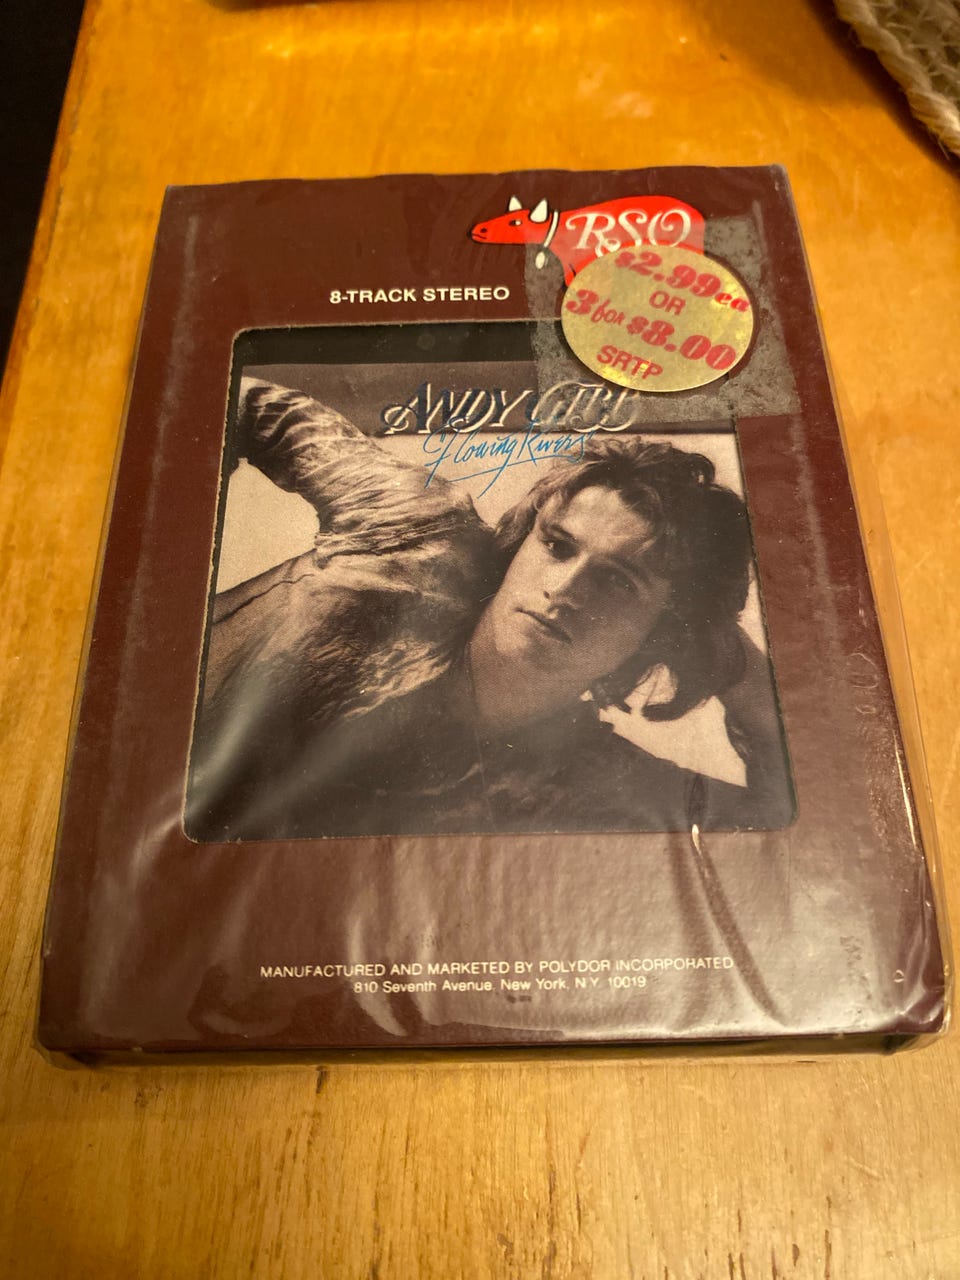 RSO
$2.99ea
OR
3 for $8.00
SRTP
8-TRACK STEREO
ANDY GIBB
Flowing Rivers
MANUFACTURED AND MARKETED BY POLYDOR INCORPORATED
810 Seventh Avenue, New York, N.Y. 10019